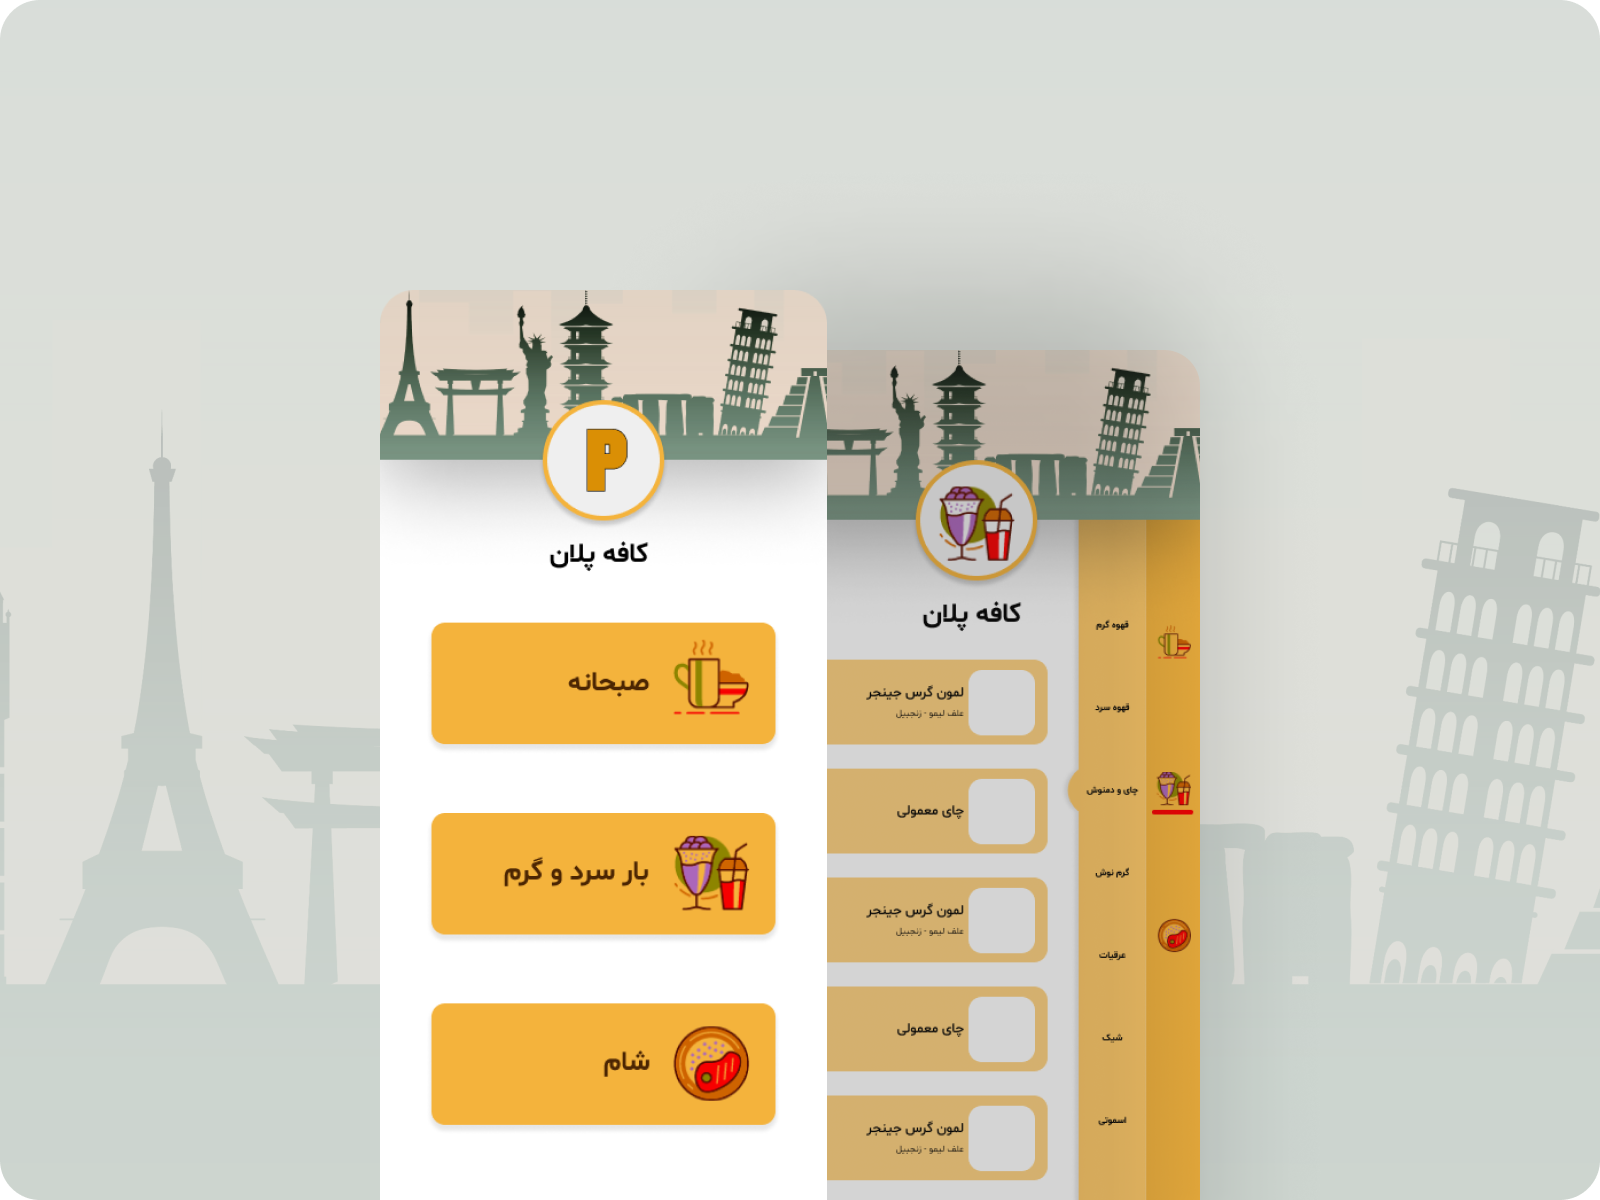 P
کافه پلان
صبحانه
بار سرد و گرم
شام
کافه پلان
لمون گرس جینجر
علف لیمو - زنجبیل
چای معمولی
لمون گرس جینجر
علف لیمو - زنجبیل
چای معمولی
لمون گرس جینجر
علف لیمو - زنجبیل
قهوه گرم
قهوه سرد
چای و دمنوش
گرم نوش
عرقیات
شیک
اسموتی